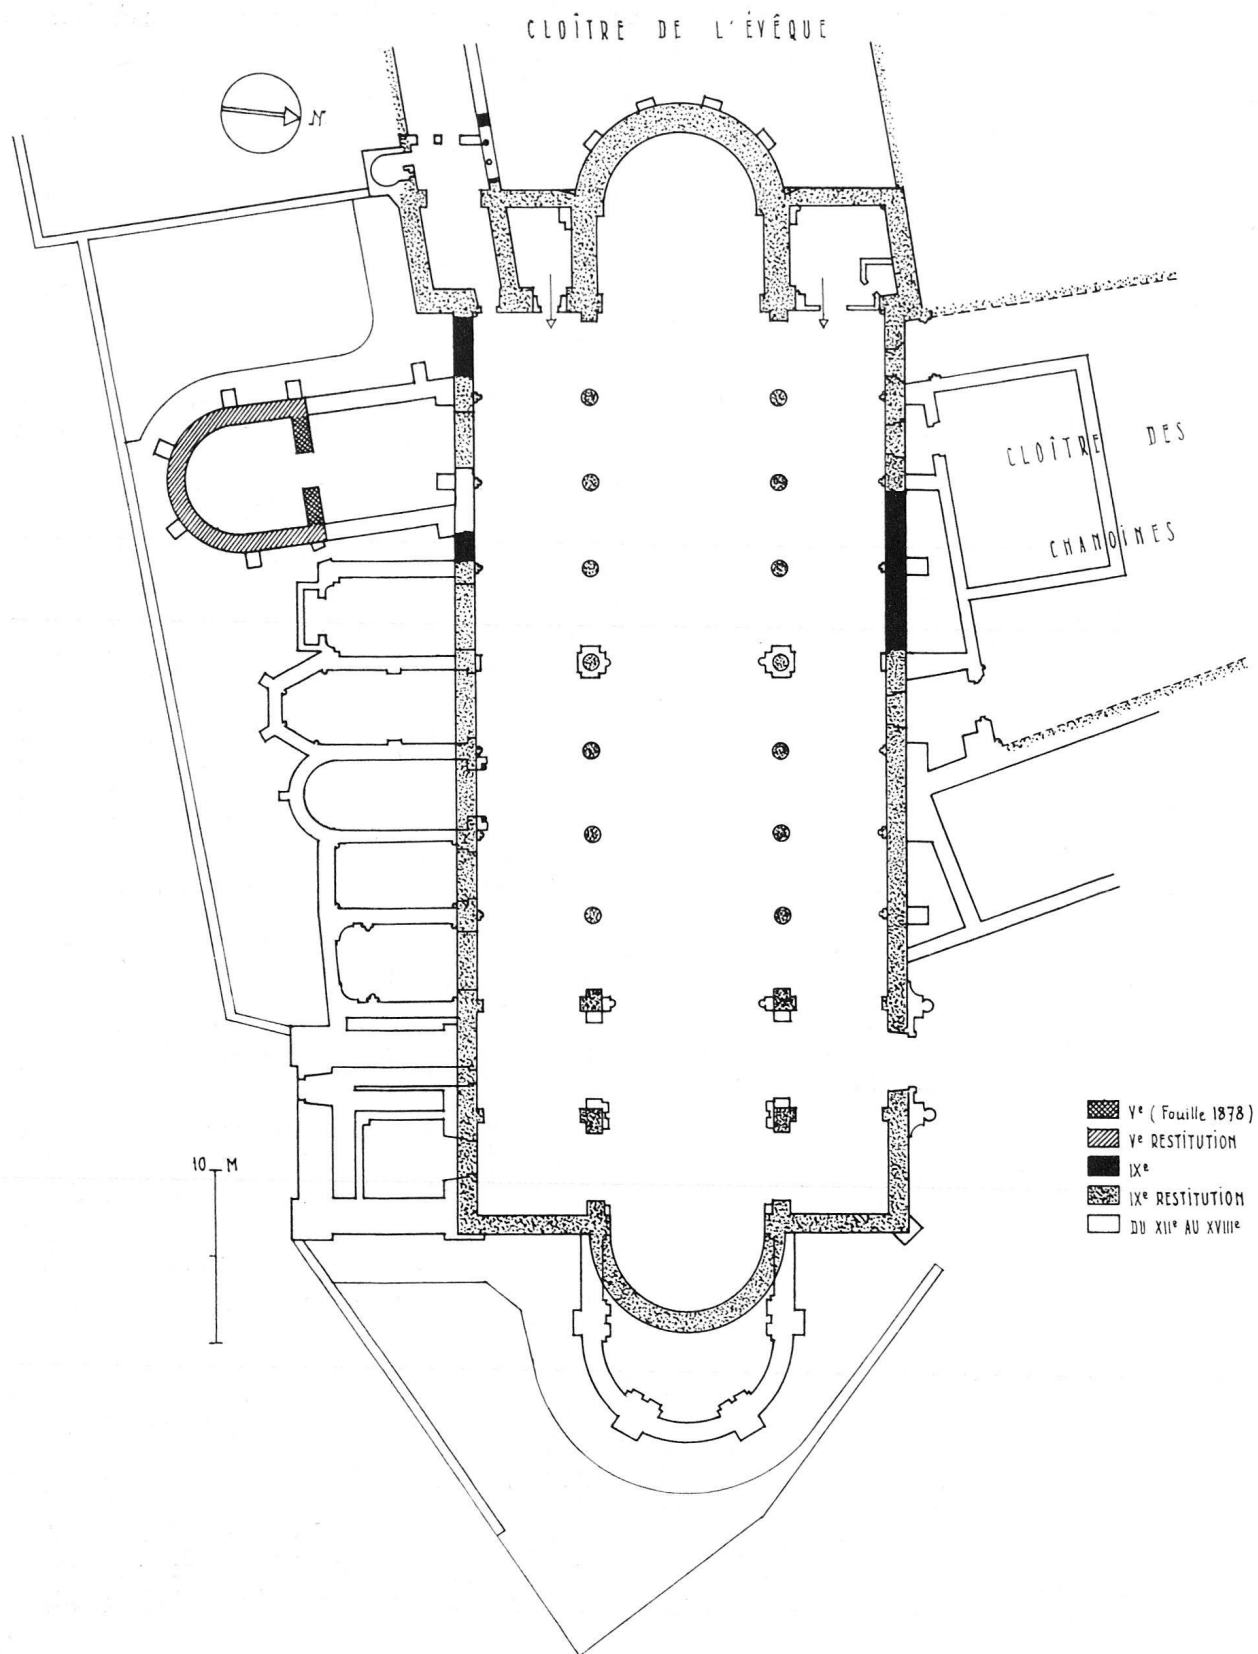 CLOÎTRE DE L'ÉVÊQUE
N
CLOÎTRE DES
CHANOINES
Ve (Fouille 1878)
Ve RESTITUTION
IXe
IXe RESTITUTION
DU XIIe AU XVIIIe
10 M